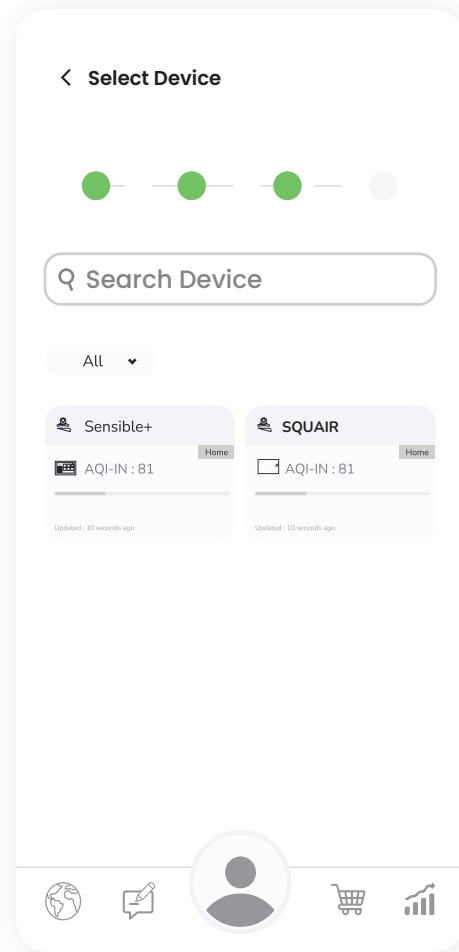 Select Device
Search Device
All
Sensible+
Home
AQI-IN : 81
Updated : 10 seconds ago
SQUAIR
Home
AQI-IN : 81
Updated : 10 seconds ago